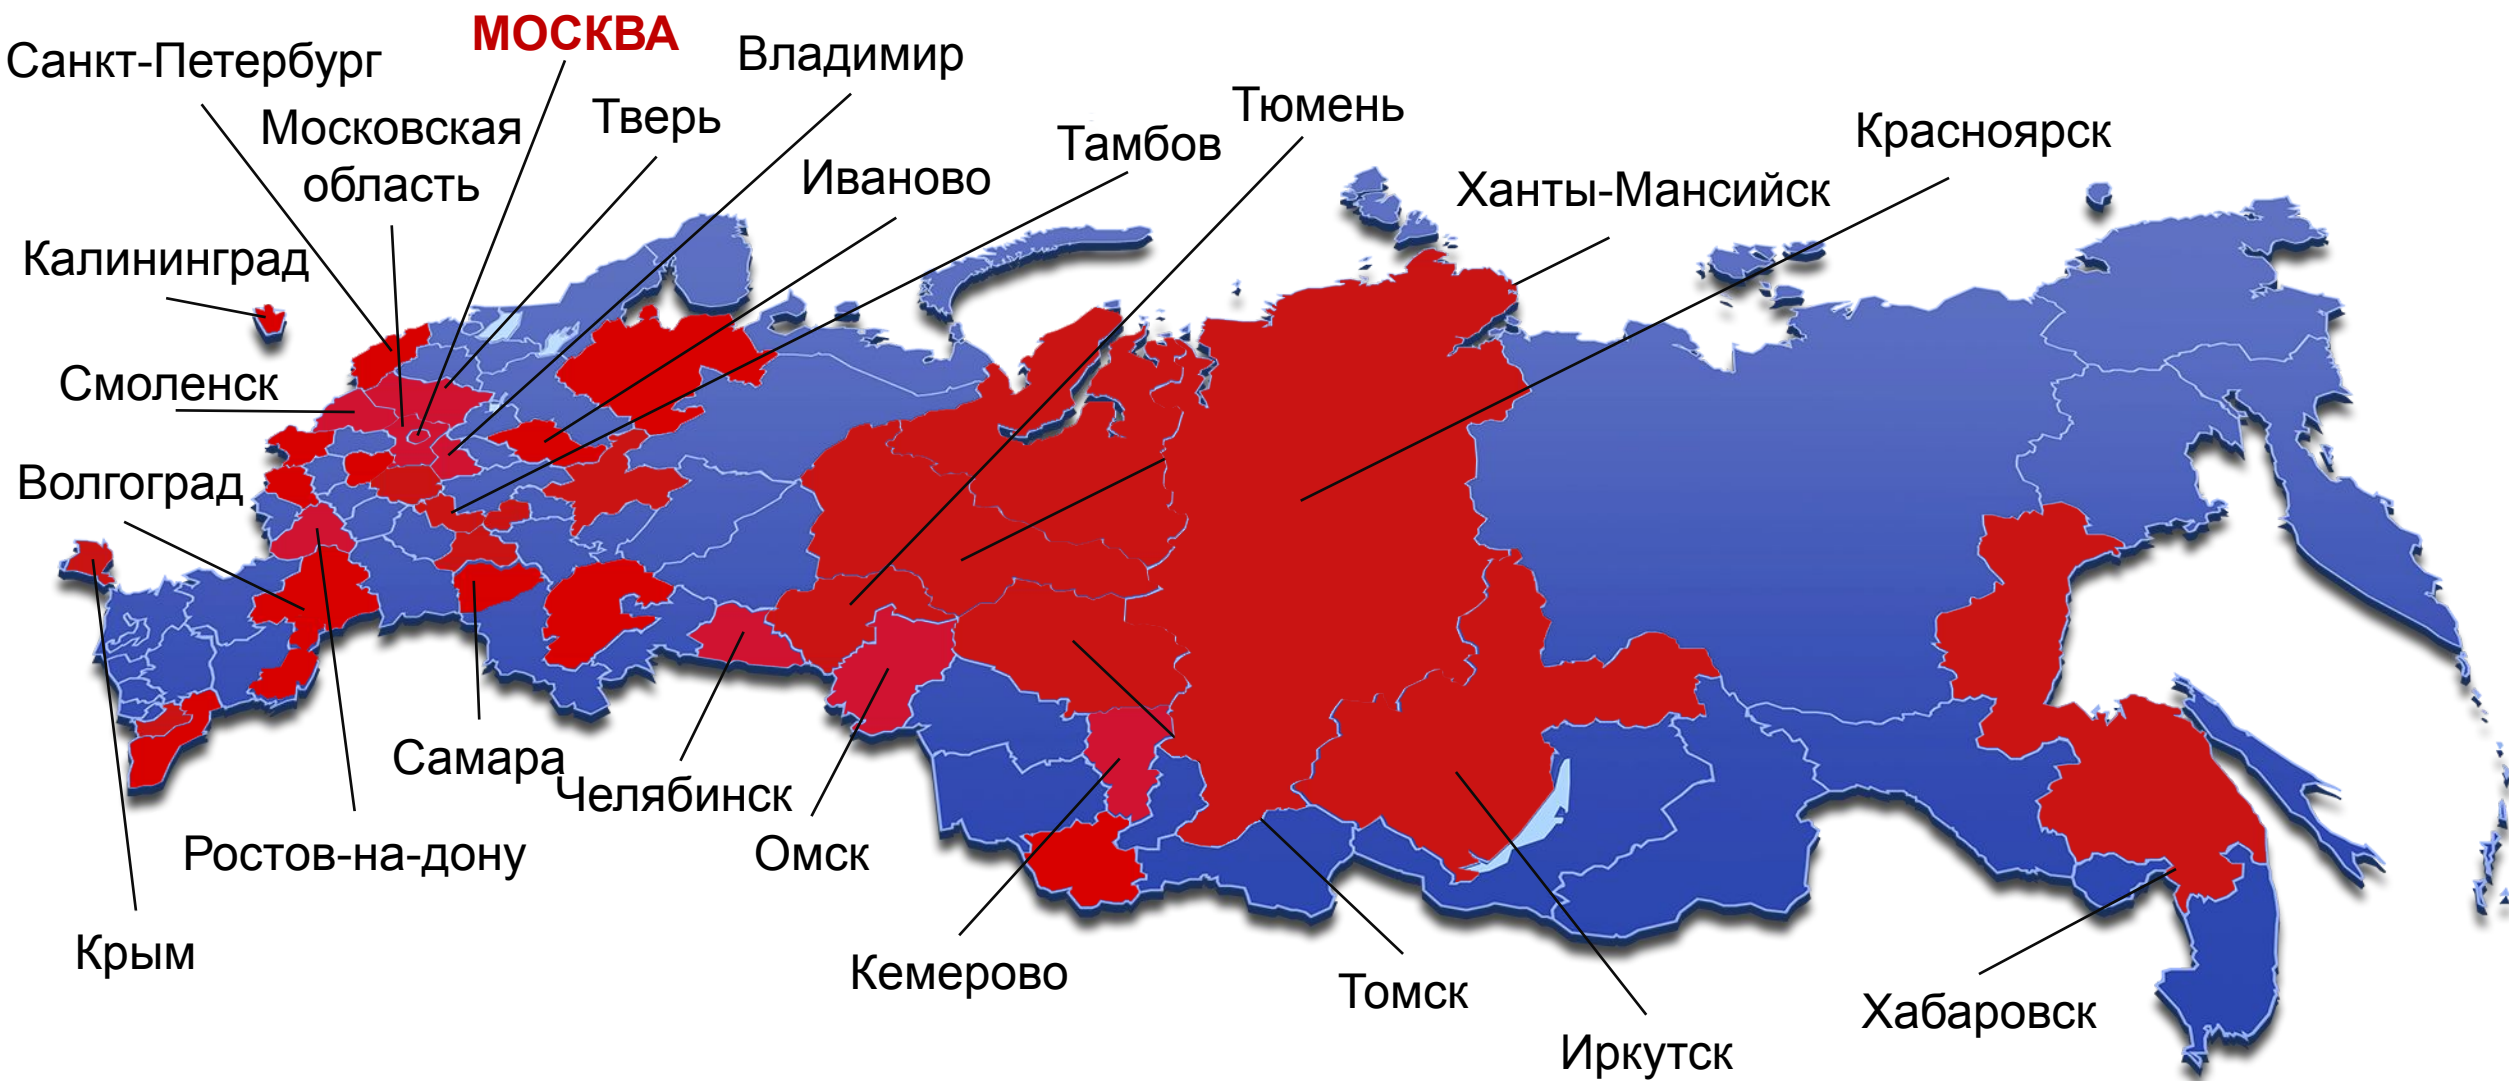 МОСКВА
Санкт-Петербург
Владимир
Московская
область
Тверь
Тюмень
Тамбов
Красноярск
Иваново
Ханты-Мансийск
Калининград
Смоленск
Волгоград
Самара
Челябинск
Ростов-на-дону
Омск
Крым
Кемерово
Томск
Хабаровск
Иркутск